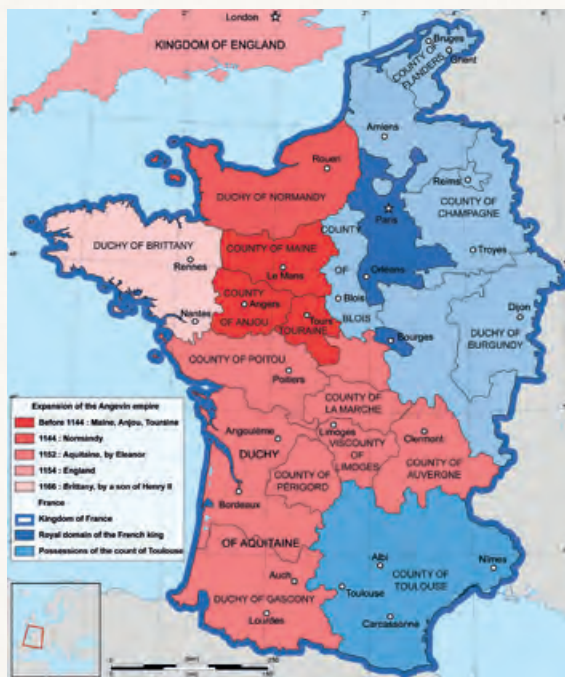 London
KINGDOM OF ENGLAND
Bruges
Ghent
COUNTY OF
FLANDERS
Amiens
Rouen
DUCHY OF NORMANDY
Reims
COUNTY OF
CHAMPAGNE
Paris
Troyes
DUCHY OF BRITTANY
Rennes
COUNTY OF MAINE
Le Mans
COUNTY
OF
BLOIS
Orléans
Blois
Nantes
Angers
COUNTY
OF ANJOU
Tours
TOURAINE
Bourges
Dijon
DUCHY OF
BURGUNDY
COUNTY OF POITOU
Poitiers
COUNTY OF
LA MARCHE
Angoulême
Limoges
VISCOUNTY
OF
LIMOGES
Clermont
COUNTY OF
AUVERGNE
DUCHY
COUNTY OF
PÉRIGORD
Bordeaux
OF AQUITAINE
Albi
Nîmes
COUNTY OF
TOULOUSE
Toulouse
Carcassonne
Auch
DUCHY OF GASCONY
Lourdes
Expansion of the Angevin empire
Before 1144 : Maine, Anjou, Touraine
1144 : Normandy
1152 : Aquitaine, by Eleanor
1154 : England
1166 : Brittany, by a son of Henry II
France
Kingdom of France
Royal domain of the French king
Possessions of the count of Toulouse